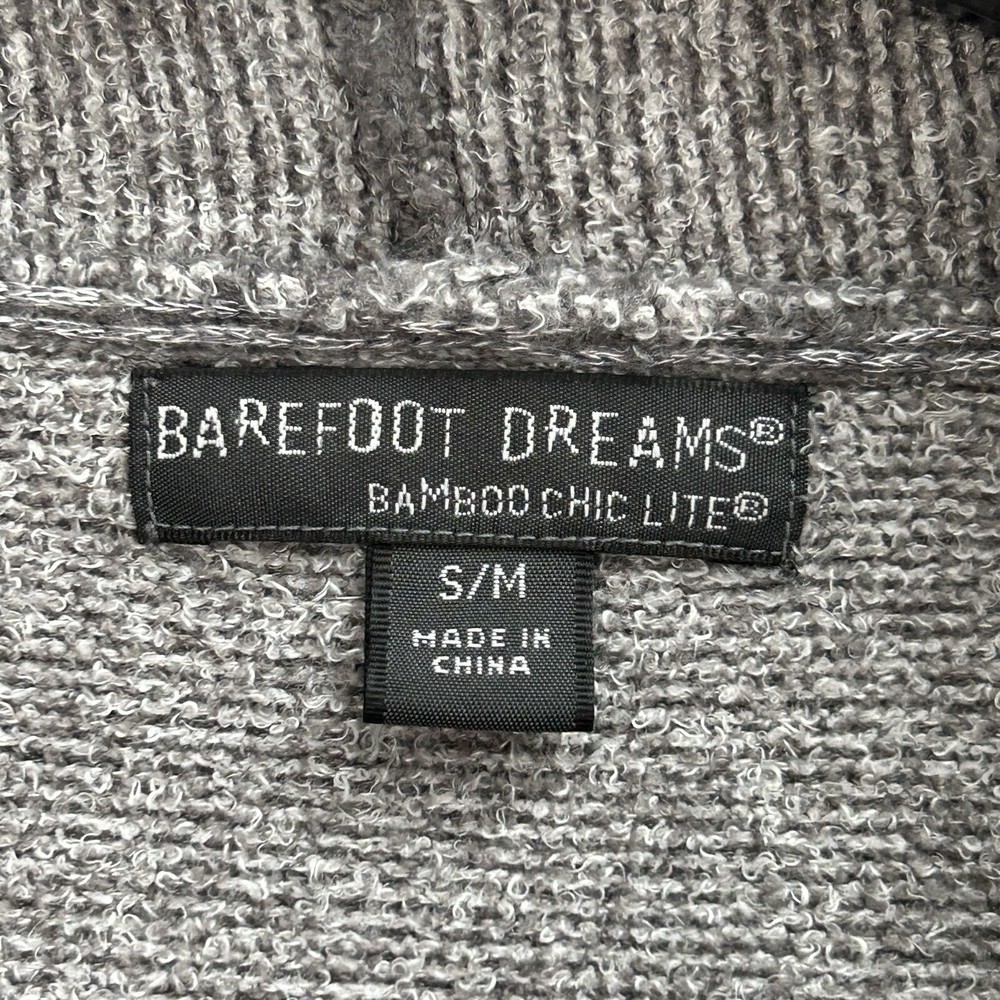 BAREFOOT DREAMS®
BAMBOO CHIC LITE®
S/M
MADE IN
CHINA